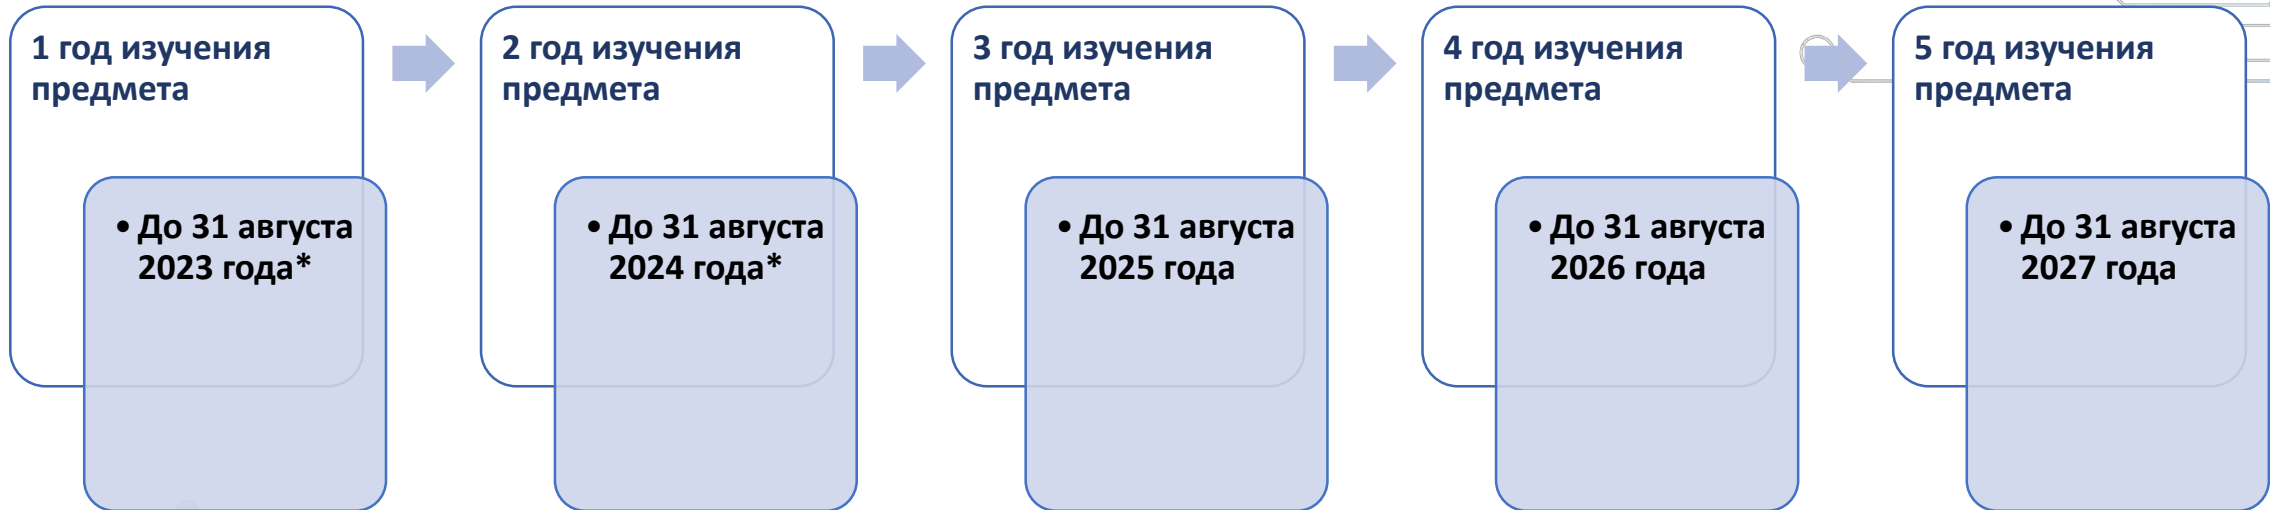 1 год изучения
предмета
• До 31 августа
2023 года*
2 год изучения
предмета
• До 31 августа
2024 года*
3 год изучения
предмета
• До 31 августа
2025 года
4 год изучения
предмета
• До 31 августа
2026 года
5 год изучения
предмета
• До 31 августа
2027 года